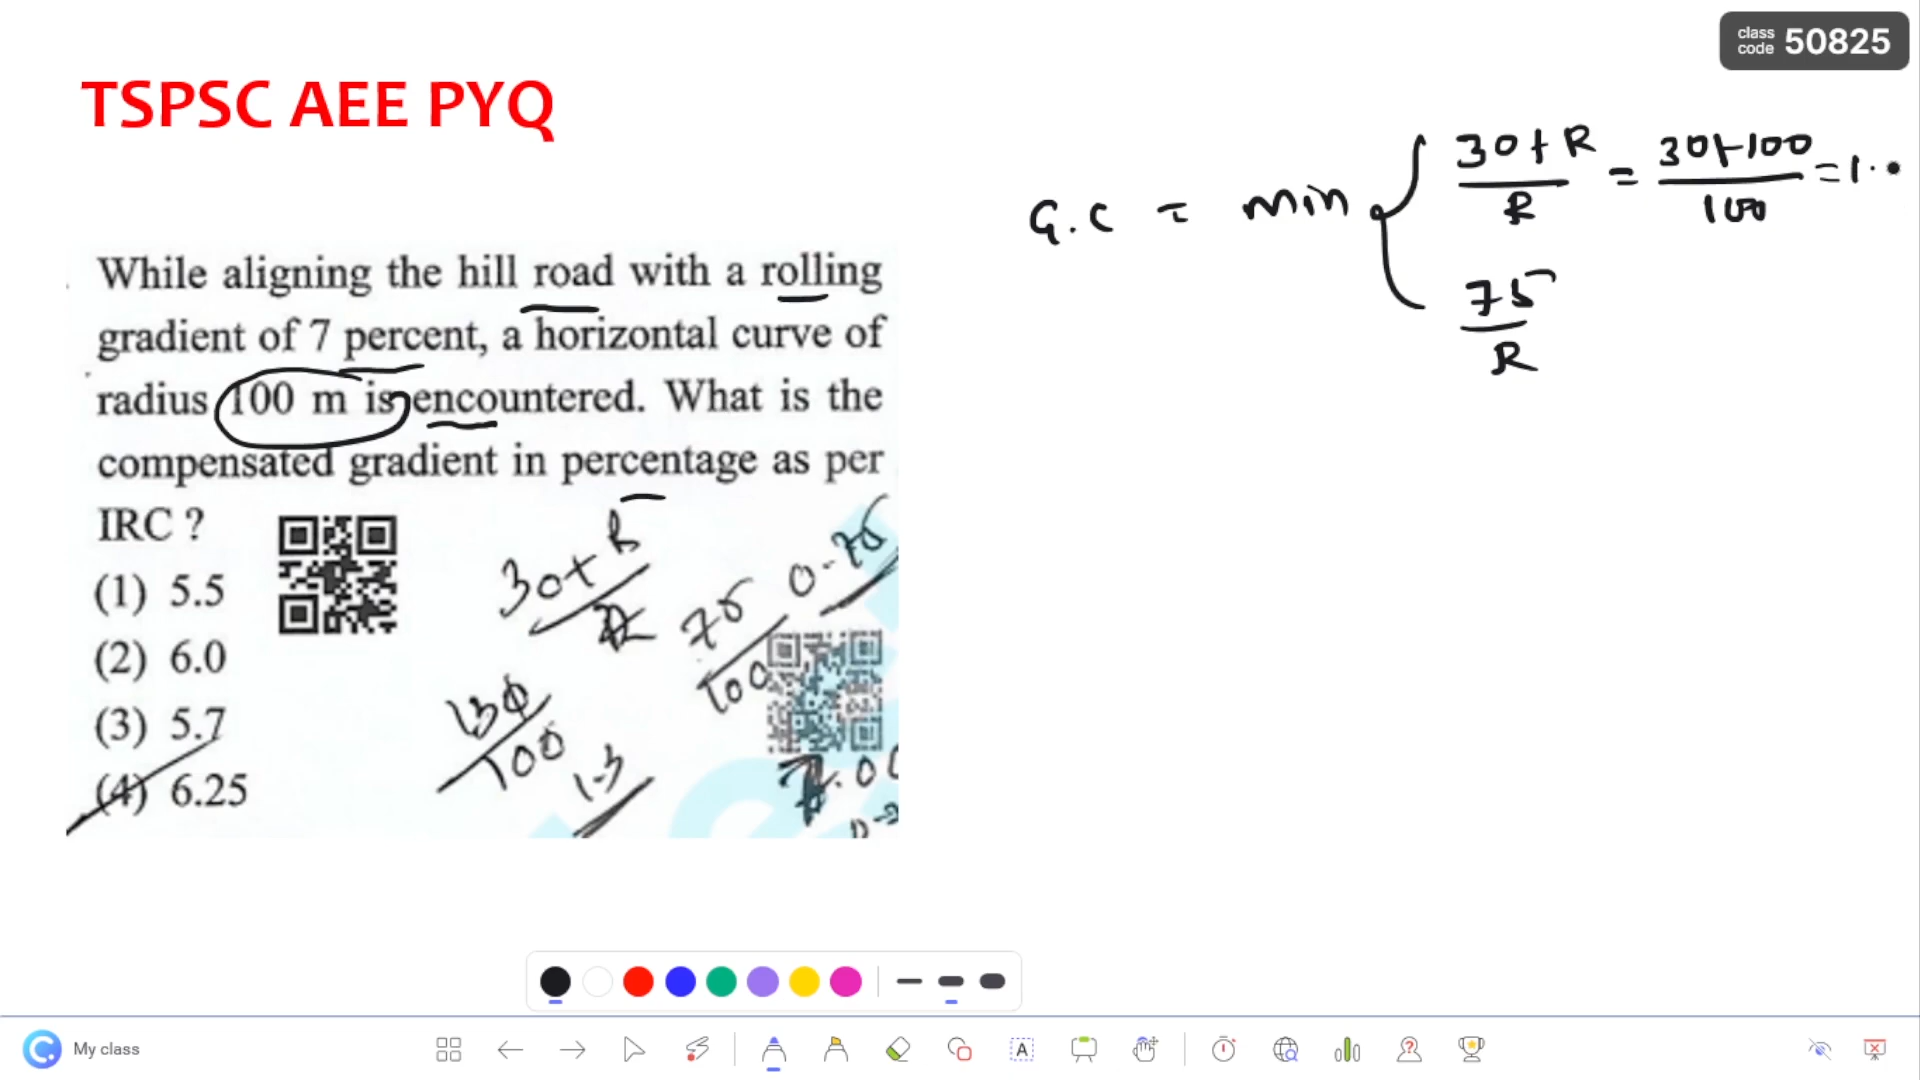 class code 50825
TSPSC AEE PYQ
G.C = min { 30+R / R = 30+100 / 100 = 1.
75 / R
While aligning the hill road with a rolling
gradient of 7 percent, a horizontal curve of
radius 100 m is encountered. What is the
compensated gradient in percentage as per
IRC ?
(1) 5.5
(2) 6.0
(3) 5.7
(4) 6.25
30+R
75
100
0.75
130
100
1.3
My class